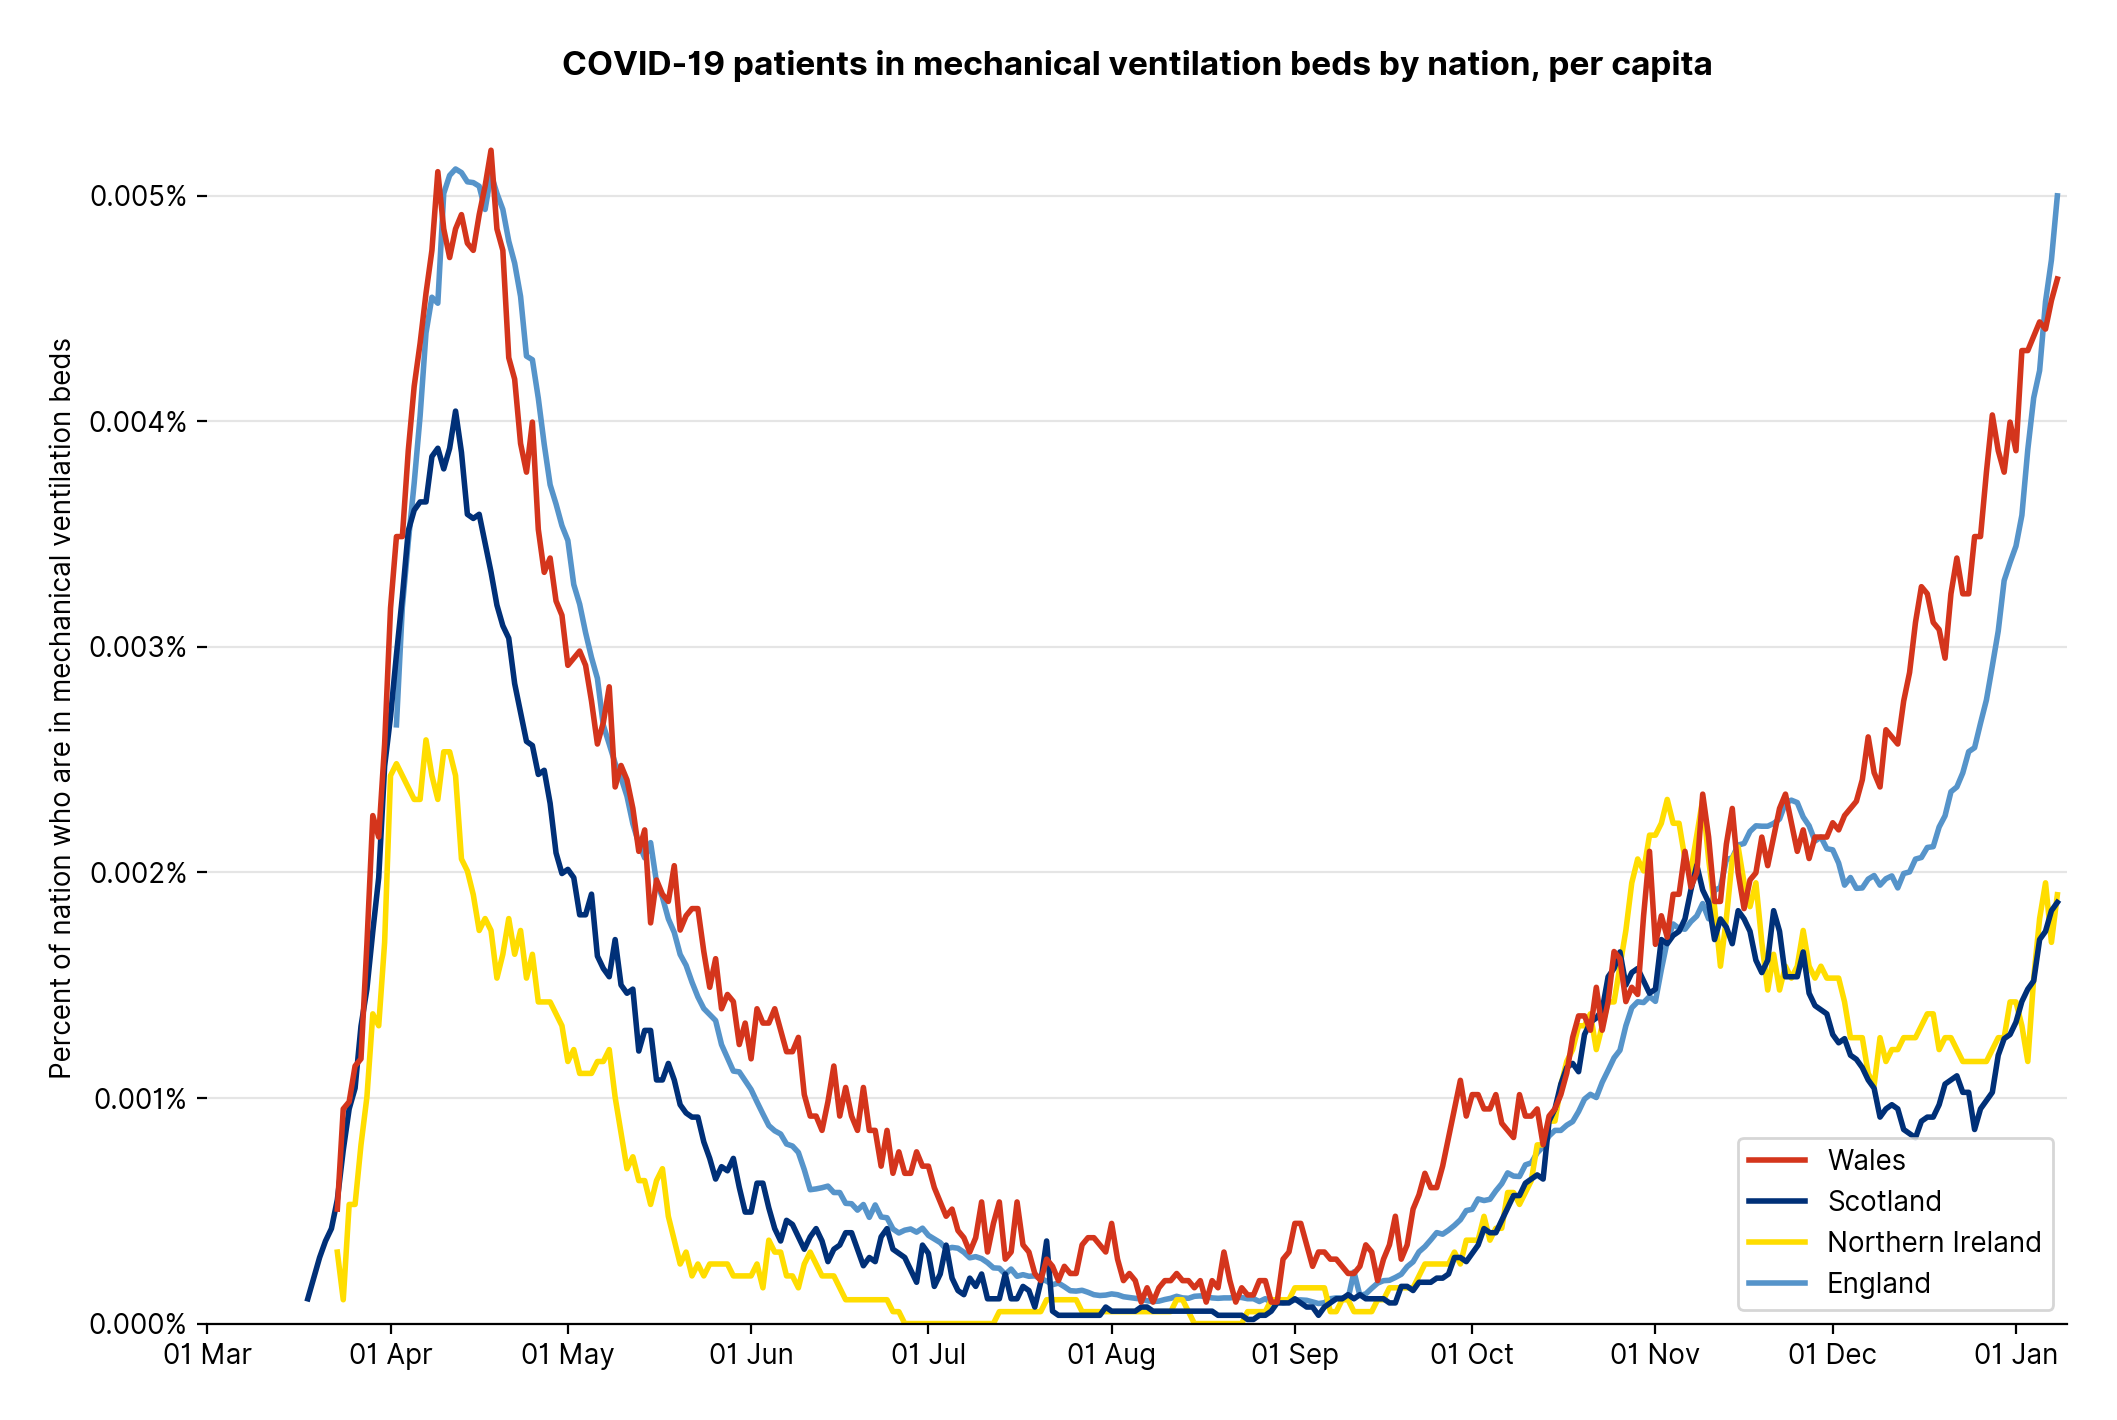 COVID-19 patients in mechanical ventilation beds by nation, per capita
Percent of nation who are in mechanical ventilation beds
0.005%
0.004%
0.003%
0.002%
0.001%
0.000%
01 Mar
01 Apr
01 May
01 Jun
01 Jul
01 Aug
01 Sep
01 Oct
01 Nov
01 Dec
01 Jan
Wales
Scotland
Northern Ireland
England